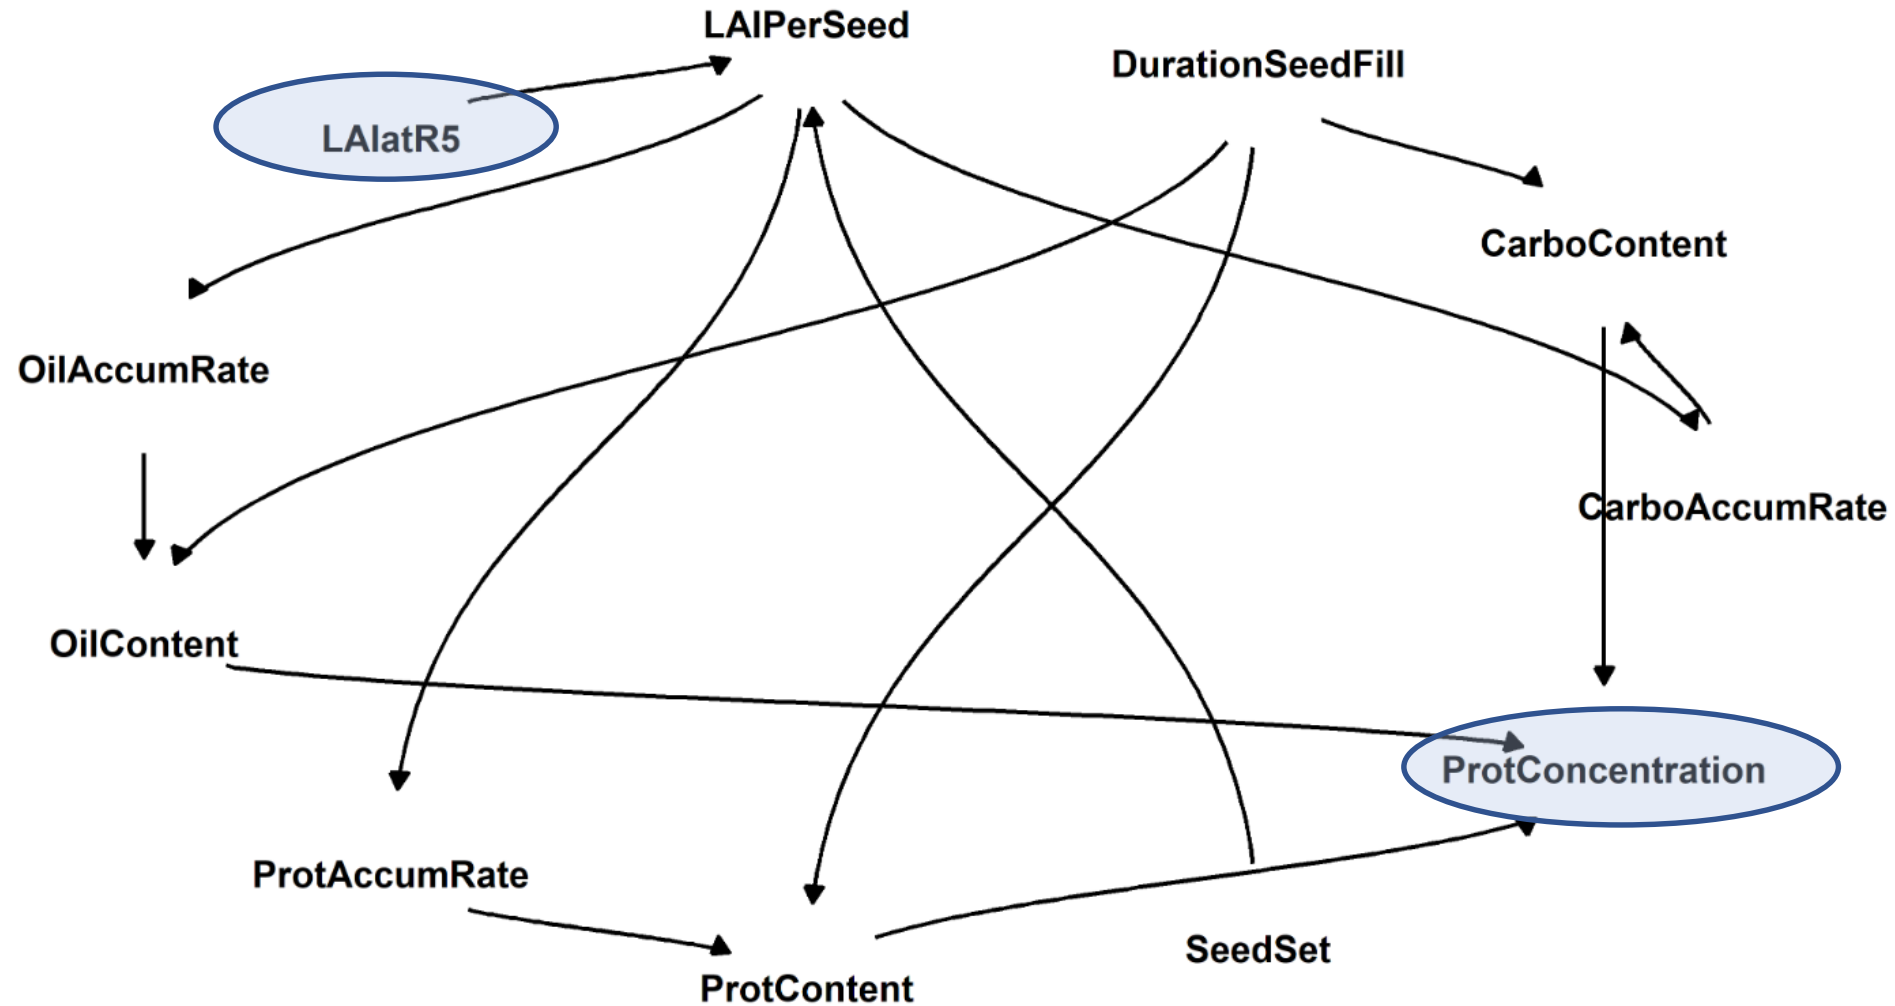 LAIPerSeed
DurationSeedFill
LAIatR5
CarboContent
OilAccumRate
CarboAccumRate
OilContent
ProtConcentration
ProtAccumRate
SeedSet
ProtContent